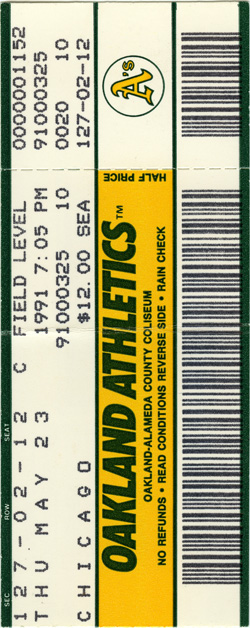 SEC ROW SEAT
127-02-12 C FIELD LEVEL
THU MAY 23 1991 7:05 PM
91000325 10
CHICAGO $12.00 SEA
OAKLAND ATHLETICS™
OAKLAND-ALAMEDA COUNTY COLISEUM
NO REFUNDS • READ CONDITIONS REVERSE SIDE • RAIN CHECK
HALF PRICE
0000001152
91000325
0020 10
127-02-12
A's